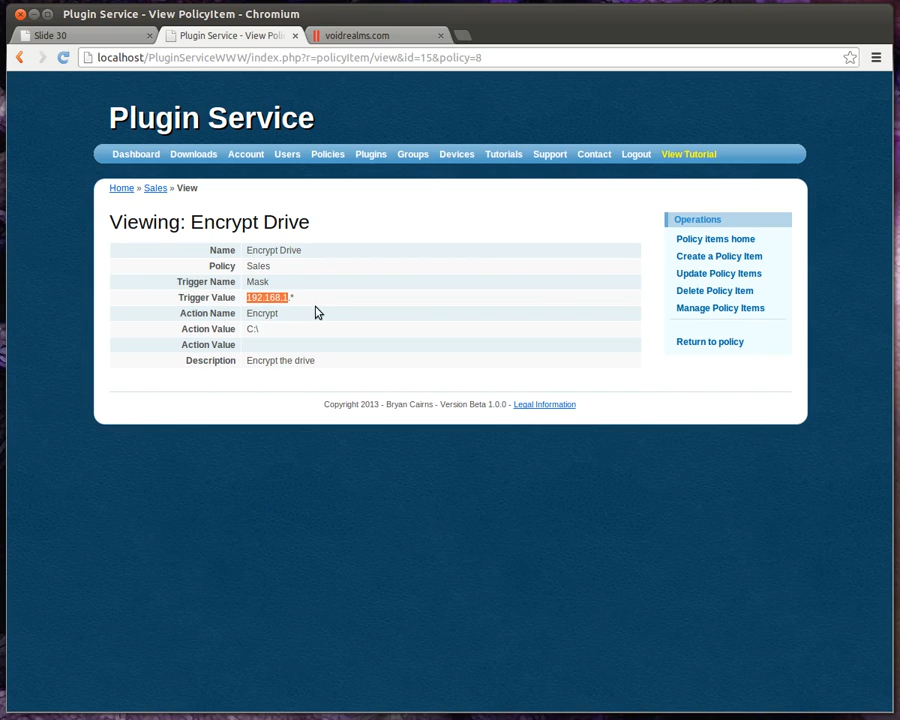 Plugin Service - View PolicyItem - Chromium
Slide 30
Plugin Service - View Poli
voidrealms.com
localhost/PluginServiceWWW/index.php?r=policyItem/view&id=15&policy=8
Plugin Service
Dashboard Downloads Account Users Policies Plugins Groups Devices Tutorials Support Contact Logout View Tutorial
Home » Sales » View
Viewing: Encrypt Drive
Name Encrypt Drive
Policy Sales
Trigger Name Mask
Trigger Value 192.168.1.*
Action Name Encrypt
Action Value C:\
Action Value
Description Encrypt the drive
Operations
Policy items home
Create a Policy Item
Update Policy Items
Delete Policy Item
Manage Policy Items
Return to policy
Copyright 2013 - Bryan Cairns - Version Beta 1.0.0 - Legal Information